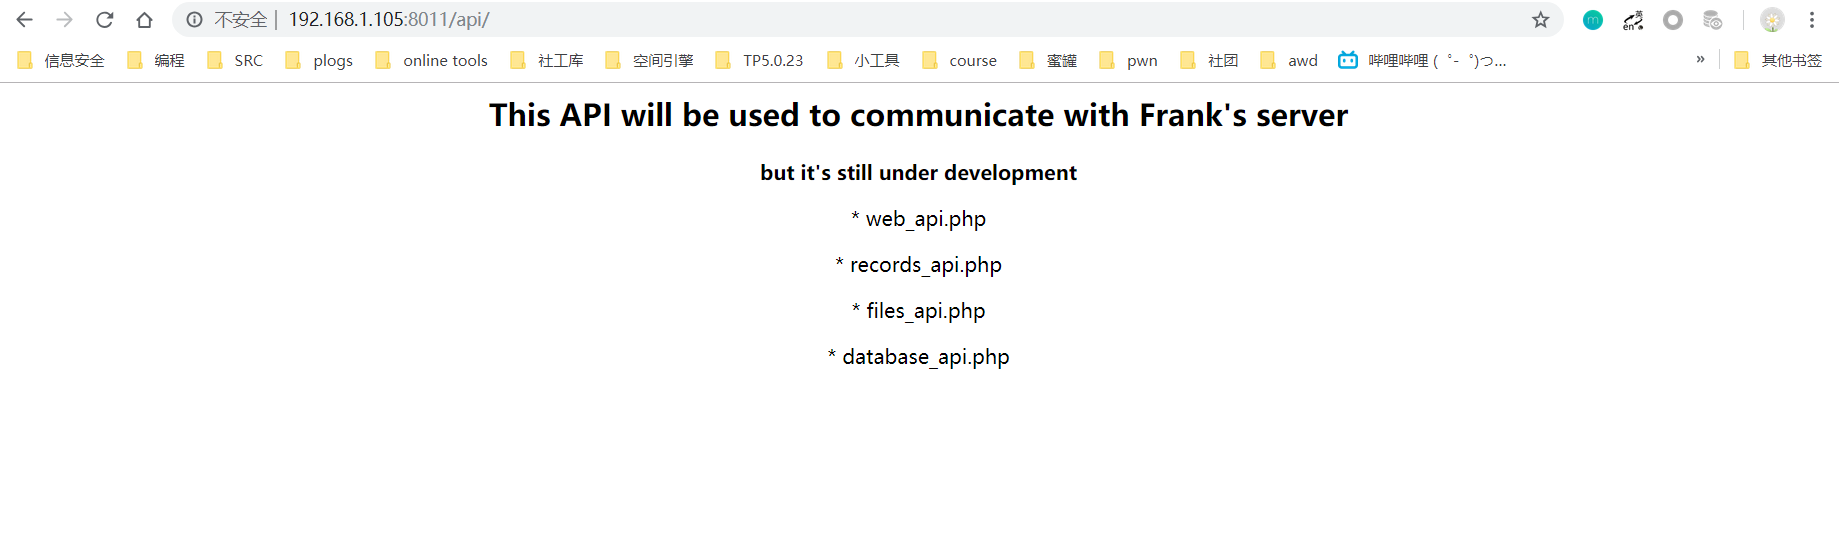 不安全 | 192.168.1.105:8011/api/
英 en
信息安全 编程 SRC plogs online tools 社工库 空间引擎 TP5.0.23 小工具 course 蜜罐 pwn 社团 awd 哔哩哔哩 ( ゜- ゜)つ... » 其他书签
This API will be used to communicate with Frank's server
but it's still under development
* web_api.php
* records_api.php
* files_api.php
* database_api.php